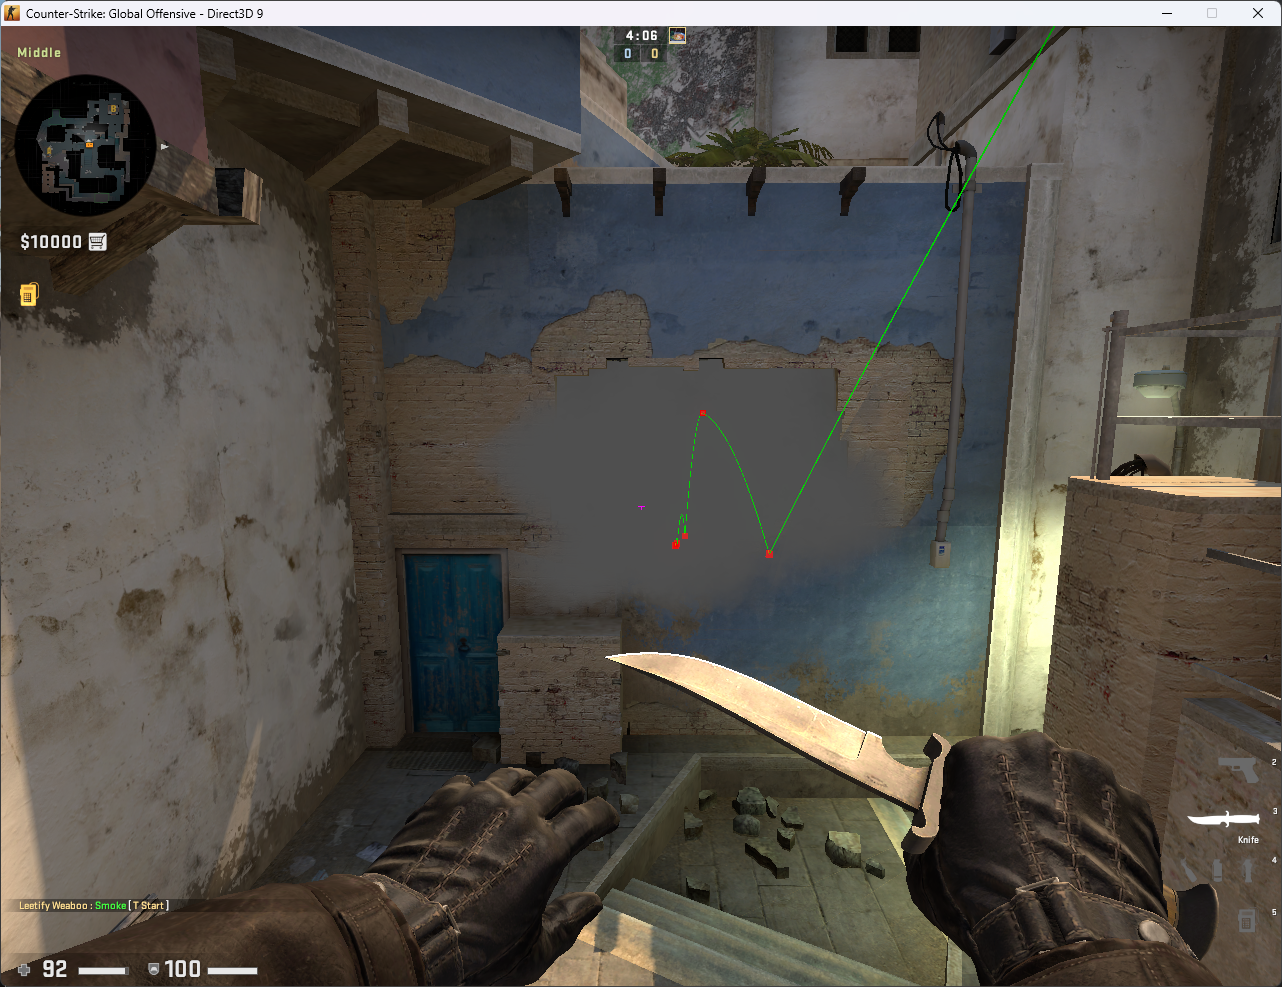 Counter-Strike: Global Offensive - Direct3D 9
4:06
0 0
Middle
B
$10000
2
3
Knife
4
5
Leetify Weaboo : Smoke [ T Start ]
92 100